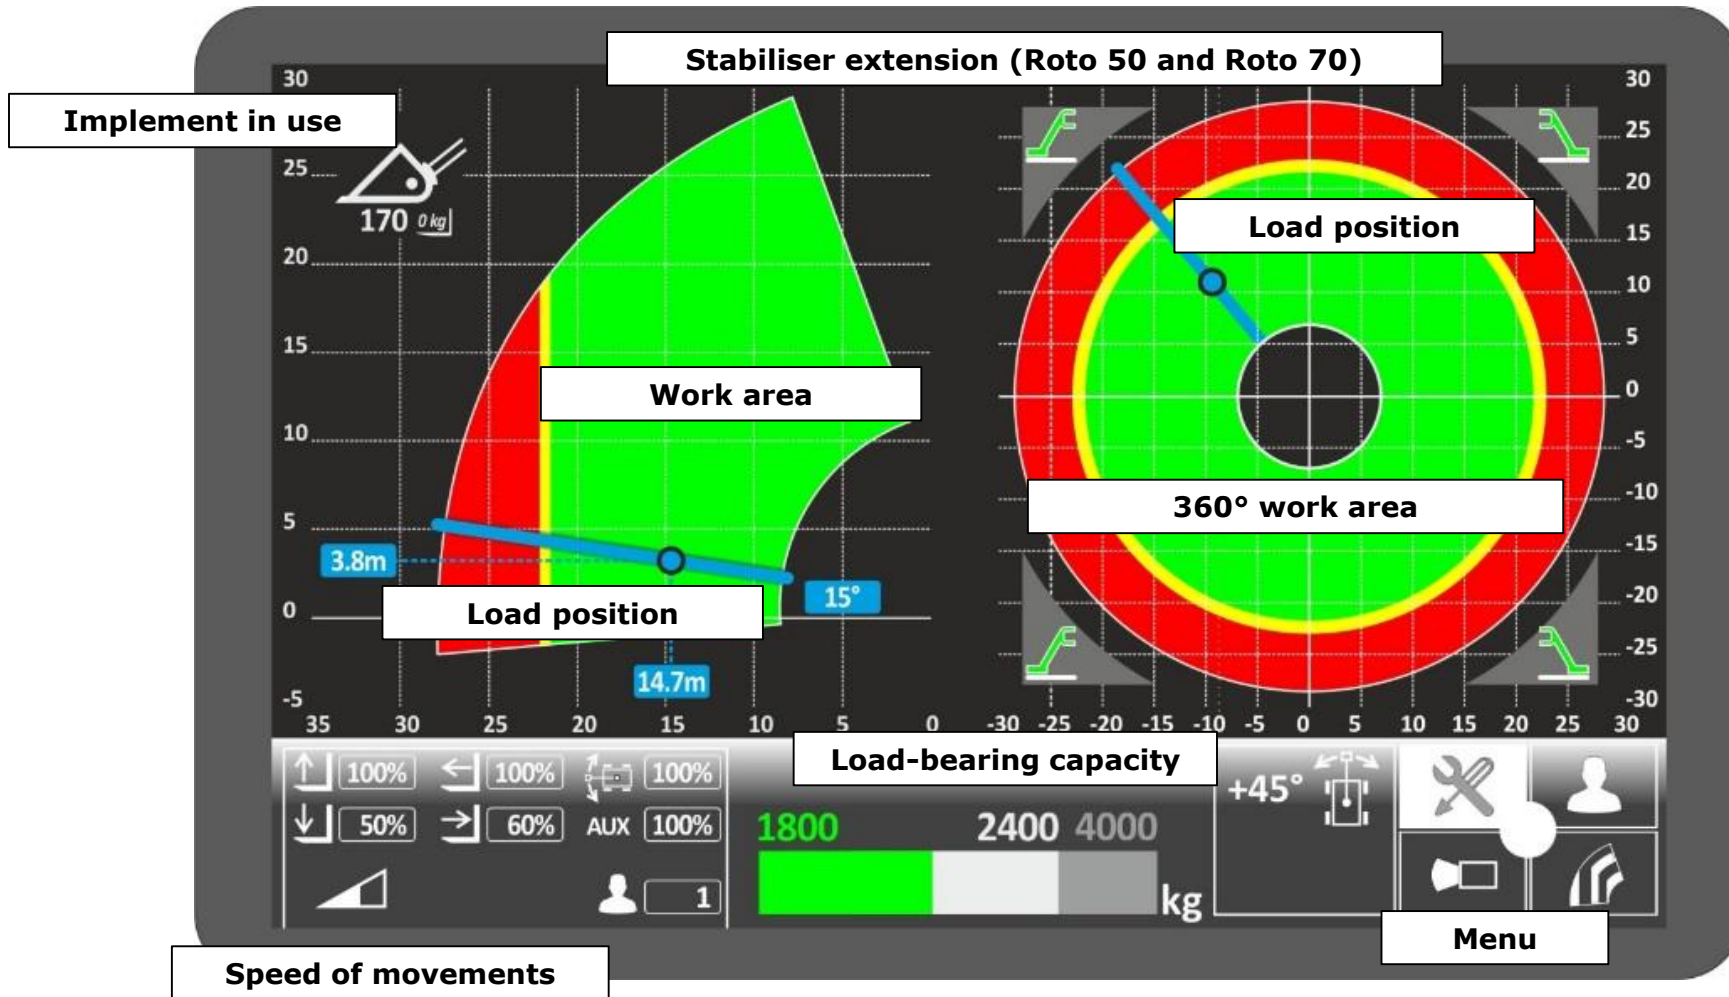 Stabiliser extension (Roto 50 and Roto 70)
Implement in use
170 0 kg
30
25
20
15
10
5
0
-5
35 30 25 20 15 10 5 0
Work area
3.8m
15°
Load position
14.7m
Load position
360° work area
30
25
20
15
10
5
0
-5
-10
-15
-20
-25
-30
-30 -25 -20 -15 -10 -5 0 5 10 15 20 25 30
100% 100% 100%
50% 60% AUX 100%
1
Load-bearing capacity
1800 2400 4000
kg
+45°
Menu
Speed of movements